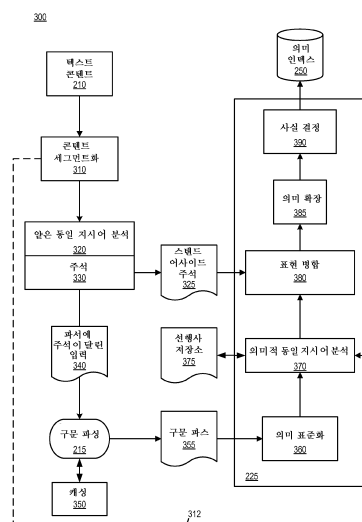 300
텍스트
콘텐트
210
콘텐트
세그먼트화
310
얕은 동일 지시어 분석
320
주석
330
스탠드
어사이드
주석
325
파서에
주석이 달린
입력
340
구문 파싱
215
캐싱
350
구문 파스
355
선행사
저장소
375
의미
인덱스
250
사실 결정
390
의미 확장
385
표현 병합
380
의미적 동일 지시어 분석
370
의미 표준화
360
225
312